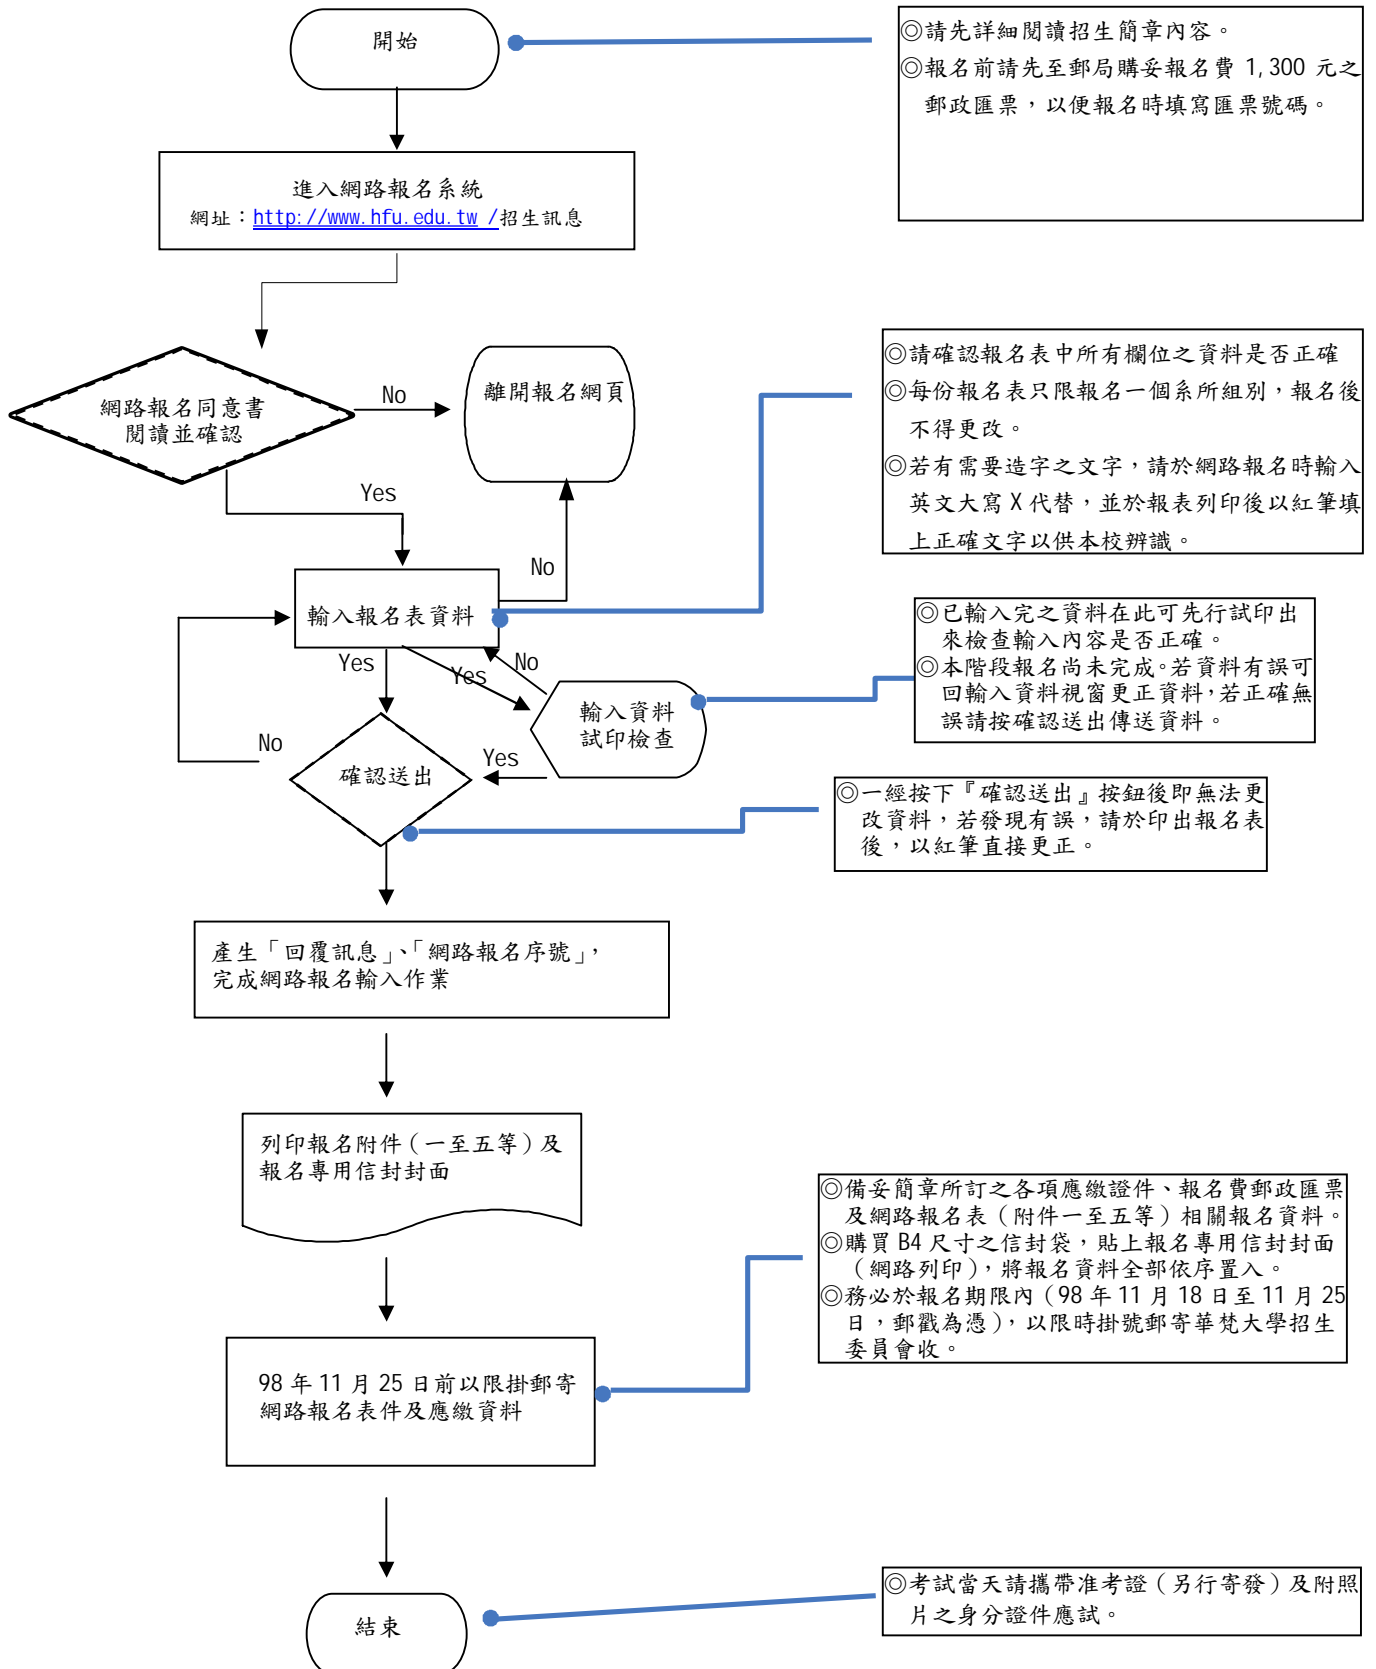 開始
◎請先詳細閱讀招生簡章內容。
◎報名前請先至郵局購妥報名費 1,300 元之
郵政匯票，以便報名時填寫匯票號碼。
進入網路報名系統
網址：http://www.hfu.edu.tw /招生訊息
網路報名同意書
閱讀並確認
No
離開報名網頁
◎請確認報名表中所有欄位之資料是否正確
◎每份報名表只限報名一個系所組別，報名後
不得更改。
◎若有需要造字之文字，請於網路報名時輸入
英文大寫 X 代替，並於報表列印後以紅筆填
上正確文字以供本校辨識。
Yes
No
輸入報名表資料
◎已輸入完之資料在此可先行試印出
來檢查輸入內容是否正確。
◎本階段報名尚未完成。若資料有誤可
回輸入資料視窗更正資料，若正確無
誤請按確認送出傳送資料。
Yes
Yes
No
輸入資料
試印檢查
No
Yes
確認送出
◎一經按下『確認送出』按鈕後即無法更
改資料，若發現有誤，請於印出報名表
後，以紅筆直接更正。
產生「回覆訊息」、「網路報名序號」，
完成網路報名輸入作業
列印報名附件（一至五等）及
報名專用信封封面
◎備妥簡章所訂之各項應繳證件、報名費郵政匯票
及網路報名表（附件一至五等）相關報名資料。
◎購買 B4 尺寸之信封袋，貼上報名專用信封封面
（網路列印），將報名資料全部依序置入。
◎務必於報名期限內（98 年 11 月 18 日至 11 月 25
日，郵戳為憑），以限時掛號郵寄華梵大學招生
委員會收。
98 年 11 月 25 日前以限掛郵寄
網路報名表件及應繳資料
◎考試當天請攜帶准考證（另行寄發）及附照
片之身分證件應試。
結束